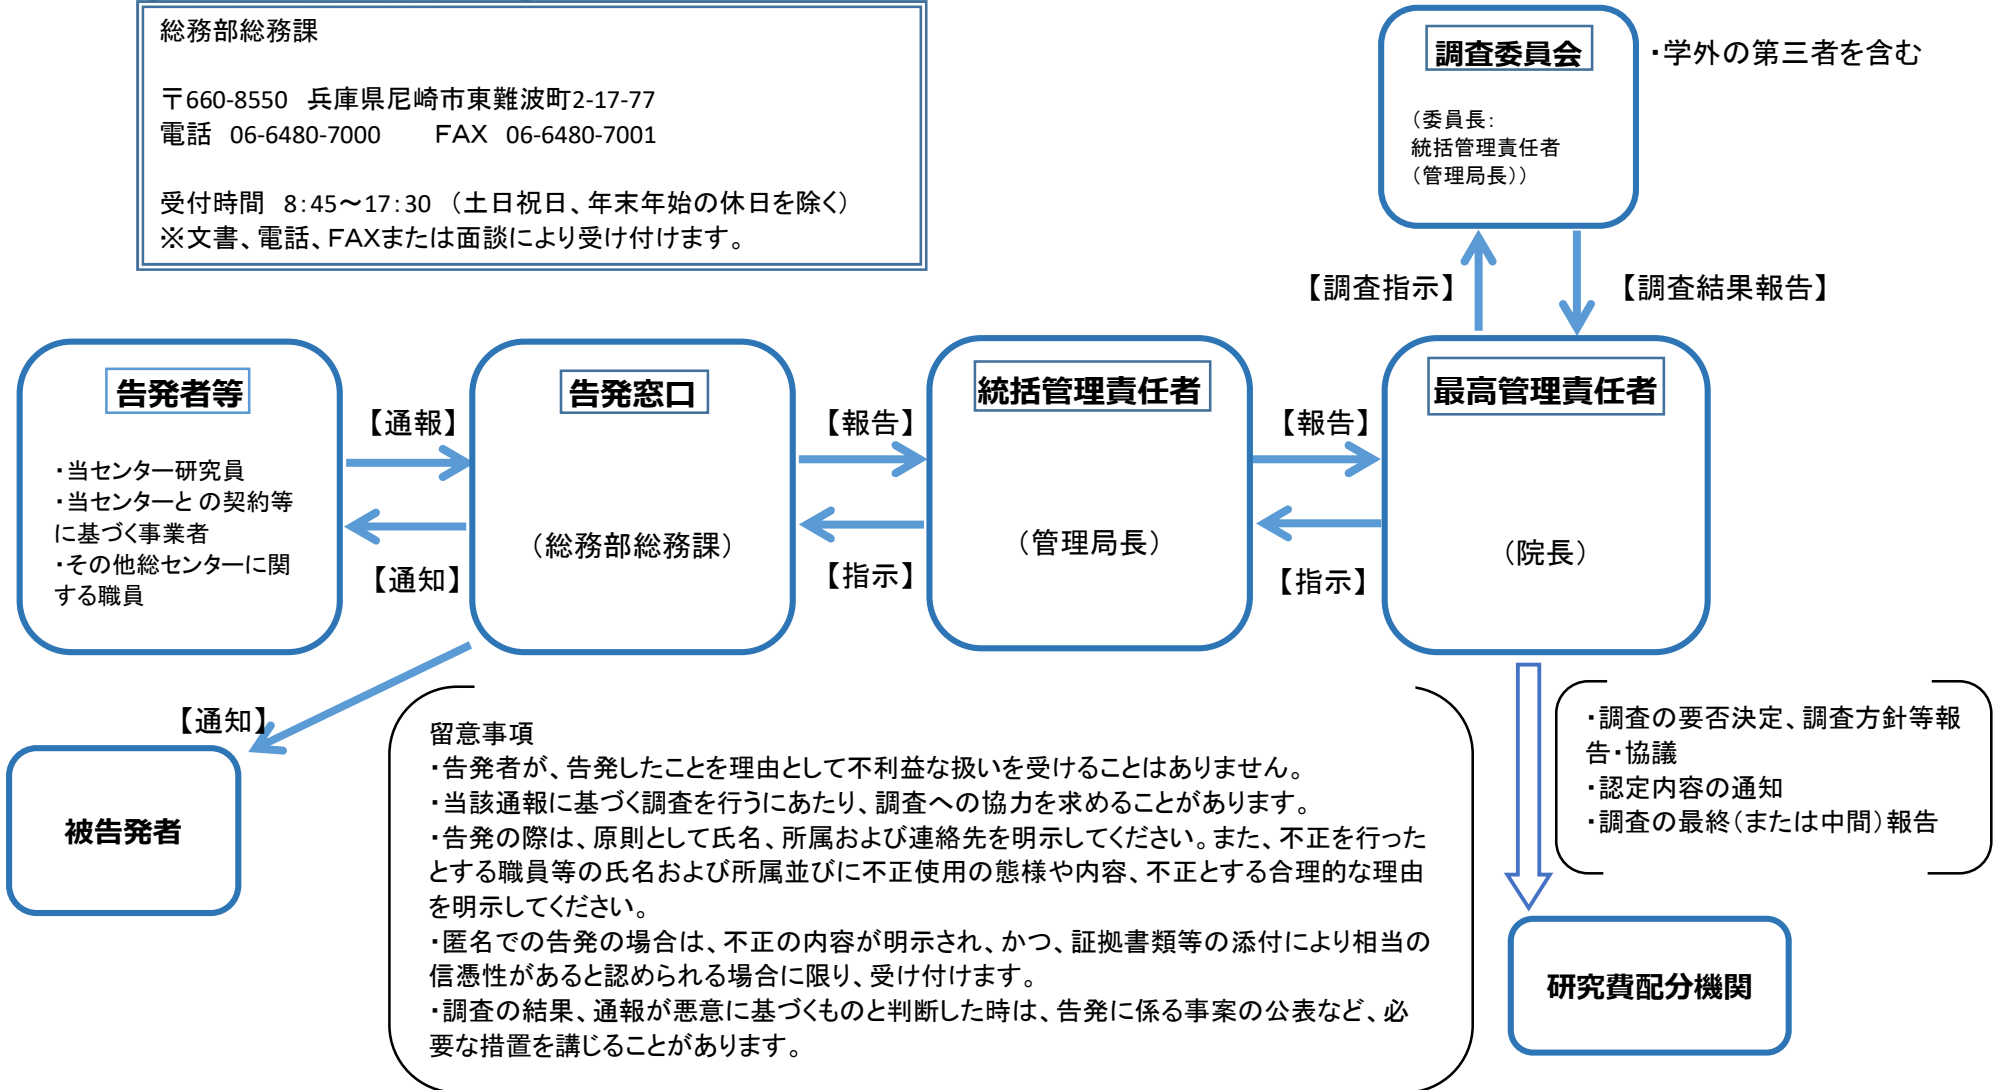 総務部総務課
〒660-8550 兵庫県尼崎市東難波町2-17-77
電話 06-6480-7000 FAX 06-6480-7001
受付時間 8:45～17:30 （土日祝日、年末年始の休日を除く）
※文書、電話、FAXまたは面談により受け付けます。
調査委員会
（委員長：
統括管理責任者
（管理局長））
・学外の第三者を含む
【調査指示】
【調査結果報告】
告発者等
・当センター研究員
・当センターとの契約等
に基づく事業者
・その他総センターに関
する職員
【通報】
【通知】
告発窓口
（総務部総務課）
【報告】
【指示】
統括管理責任者
（管理局長）
【報告】
【指示】
最高管理責任者
（院長）
【通知】
被告発者
留意事項
・告発者が、告発したことを理由として不利益な扱いを受けることはありません。
・当該通報に基づく調査を行うにあたり、調査への協力を求めることがあります。
・告発の際は、原則として氏名、所属および連絡先を明示してください。また、不正を行った
とする職員等の氏名および所属並びに不正使用の態様や内容、不正とする合理的な理由
を明示してください。
・匿名での告発の場合は、不正の内容が明示され、かつ、証拠書類等の添付により相当の
信憑性があると認められる場合に限り、受け付けます。
・調査の結果、通報が悪意に基づくものと判断した時は、告発に係る事案の公表など、必
要な措置を講じることがあります。
・調査の要否決定、調査方針等報
告・協議
・認定内容の通知
・調査の最終（または中間）報告
研究費配分機関